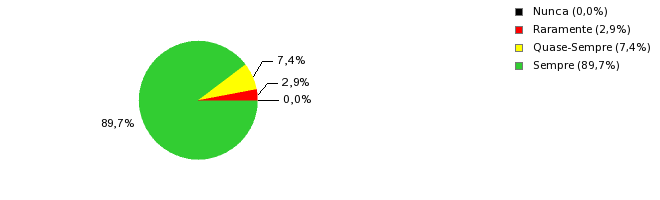 7,4%
2,9%
0,0%
89,7%
Nunca (0,0%)
Raramente (2,9%)
Quase-Sempre (7,4%)
Sempre (89,7%)